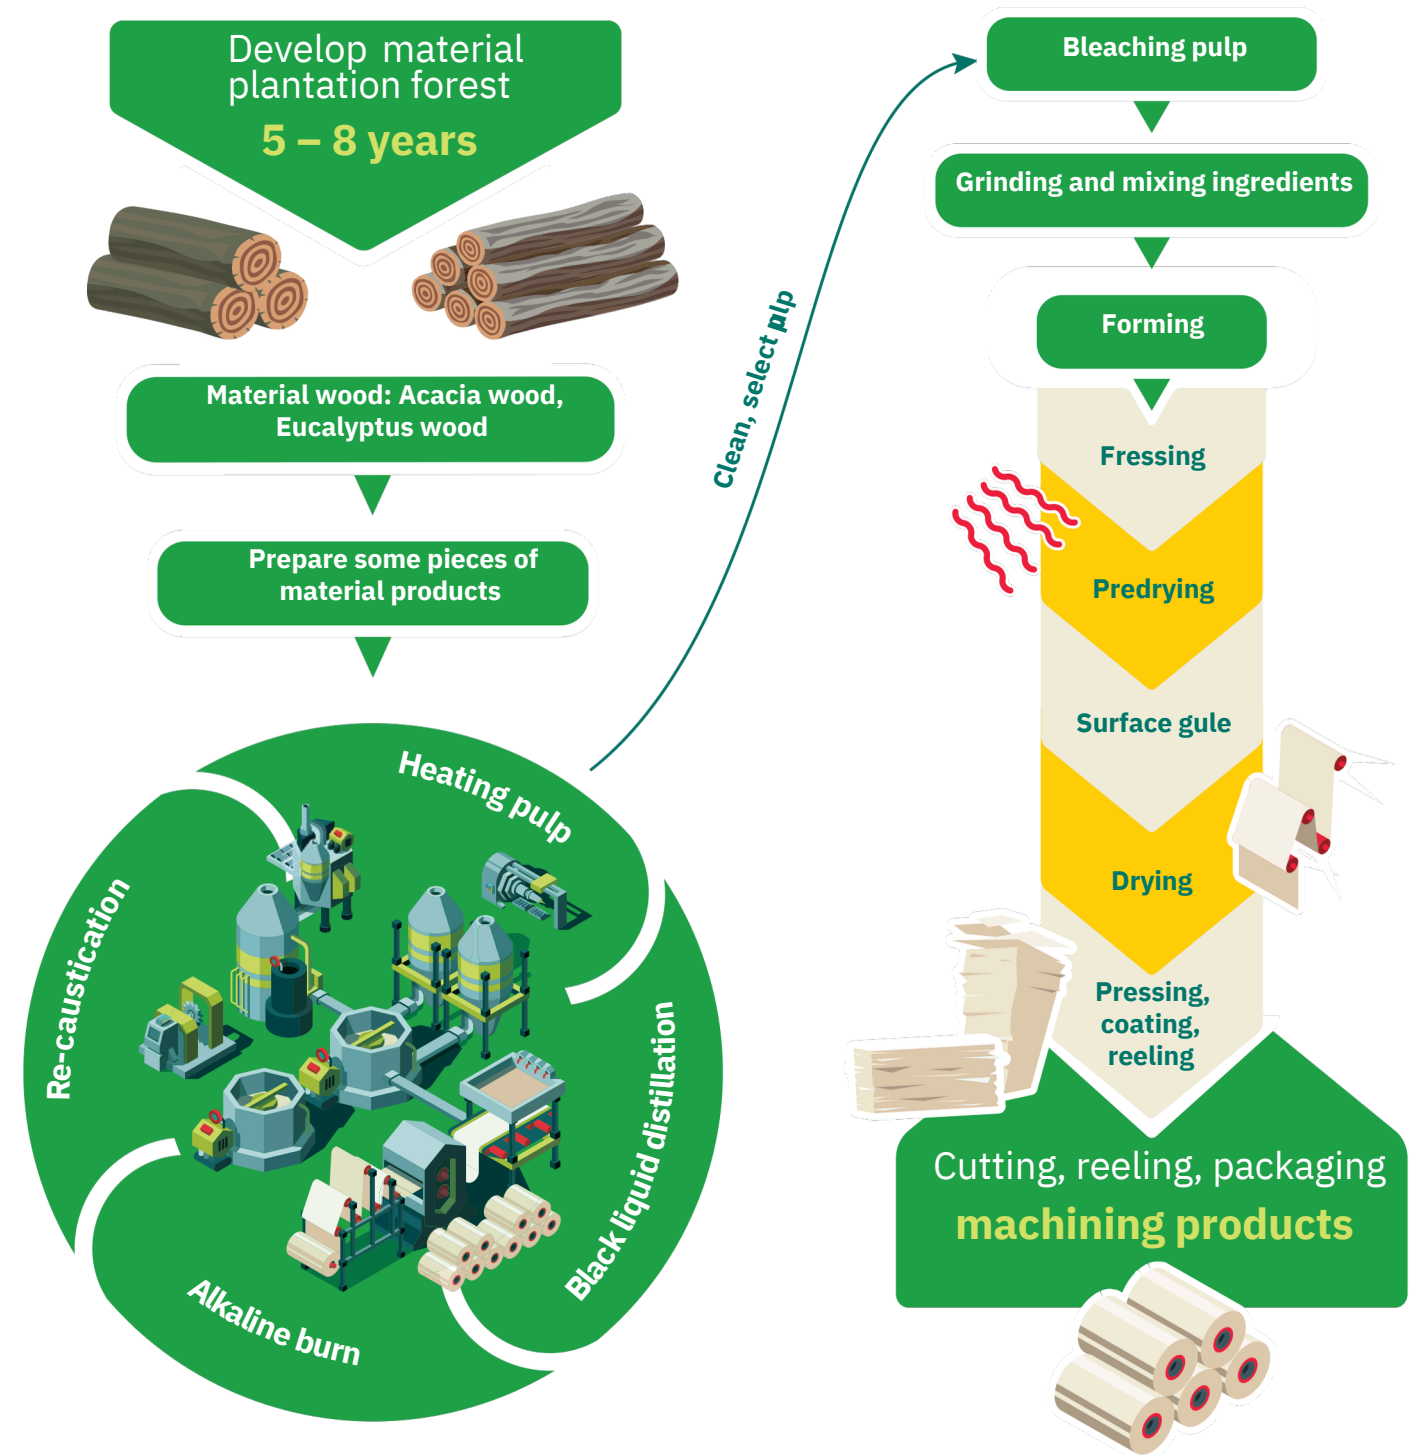 Develop material
plantation forest
5 – 8 years
Material wood: Acacia wood,
Eucalyptus wood
Prepare some pieces of
material products
Heating pulp
Black liquid distillation
Alkaline burn
Re-caustication
Clean, select pulp
Bleaching pulp
Grinding and mixing ingredients
Forming
Fressing
Predrying
Surface gule
Drying
Pressing,
coating,
reeling
Cutting, reeling, packaging
machining products